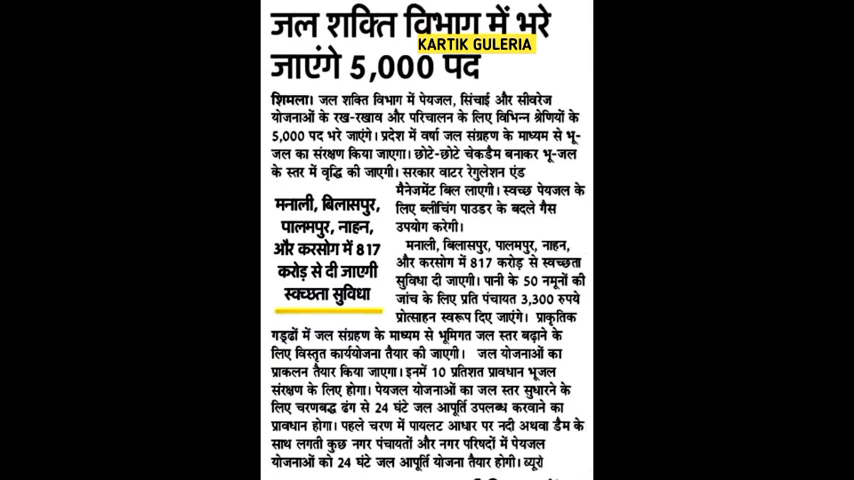 जल शक्ति विभाग में भरे
KARTIK GULERIA
जाएंगे 5,000 पद
शिमला। जल शक्ति विभाग में पेयजल, सिंचाई और सीवरेज
योजनाओं के रख-रखाव और परिचालन के लिए विभिन्न श्रेणियों के
5,000 पद भरे जाएंगे। प्रदेश में वर्षा जल संग्रहण के माध्यम से भू-
जल का संरक्षण किया जाएगा। छोटे-छोटे चेकडैम बनाकर भू-जल
के स्तर में वृद्धि की जाएगी। सरकार वाटर रेगुलेशन एंड
मैनेजमेंट बिल लाएगी। स्वच्छ पेयजल के
लिए ब्लीचिंग पाउडर के बदले गैस
उपयोग करेगी।
मनाली, बिलासपुर,
पालमपुर, नाहन,
और करसोग में 817
करोड़ से दी जाएगी
स्वच्छता सुविधा
मनाली, बिलासपुर, पालमपुर, नाहन,
और करसोग में 817 करोड़ से स्वच्छता
सुविधा दी जाएगी। पानी के 50 नमूनों की
जांच के लिए प्रति पंचायत 3,300 रुपये
प्रोत्साहन स्वरूप दिए जाएंगे। प्राकृतिक
गड्ढों में जल संग्रहण के माध्यम से भूमिगत जल स्तर बढ़ाने के
लिए विस्तृत कार्ययोजना तैयार की जाएगी। जल योजनाओं का
प्राकलन तैयार किया जाएगा। इनमें 10 प्रतिशत प्रावधान भूजल
संरक्षण के लिए होगा। पेयजल योजनाओं का जल स्तर सुधारने के
लिए चरणबद्ध ढंग से 24 घंटे जल आपूर्ति उपलब्ध करवाने का
प्रावधान होगा। पहले चरण में पायलट आधार पर नदी अथवा डैम के
साथ लगती कुछ नगर पंचायतों और नगर परिषदों में पेयजल
योजनाओं को 24 घंटे जल आपूर्ति योजना तैयार होगी। ब्यूरो